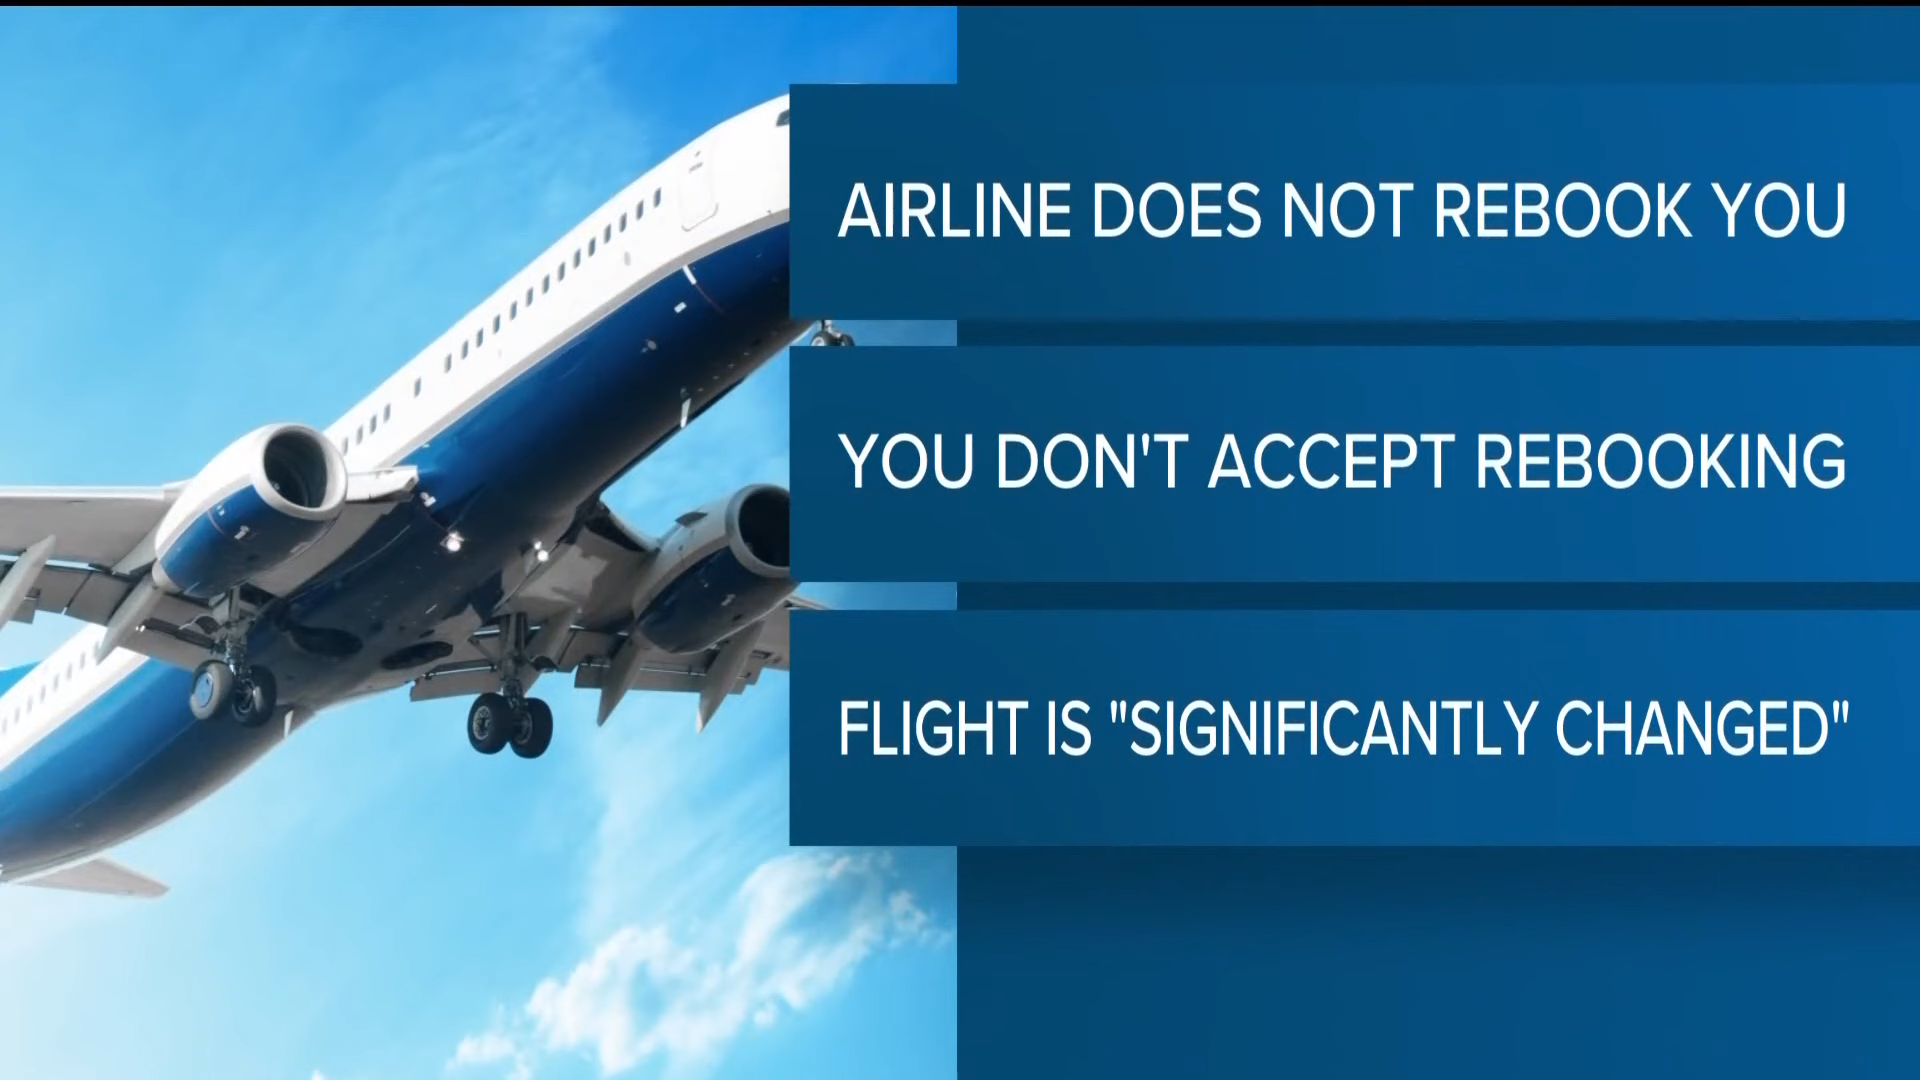 AIRLINE DOES NOT REBOOK YOU
YOU DON'T ACCEPT REBOOKING
FLIGHT IS "SIGNIFICANTLY CHANGED"